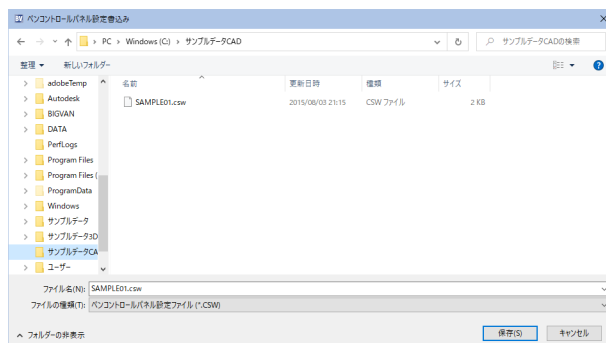 ペンコントロールパネル設定書込み
PC › Windows (C:) › サンプルデータCAD
サンプルデータCADの検索
整理 新しいフォルダー
名前 更新日時 種類 サイズ
SAMPLE01.csw 2015/08/03 21:15 CSW ファイル 2 KB
adobeTemp
Autodesk
BIGVAN
DATA
PerfLogs
Program Files
Program Files (
ProgramData
Windows
サンプルデータ
サンプルデータ3D
サンプルデータCA
ユーザー
ファイル名(N): SAMPLE01.csw
ファイルの種類(T): ペンコントロールパネル設定ファイル (*.CSW)
フォルダーの非表示
保存(S) キャンセル